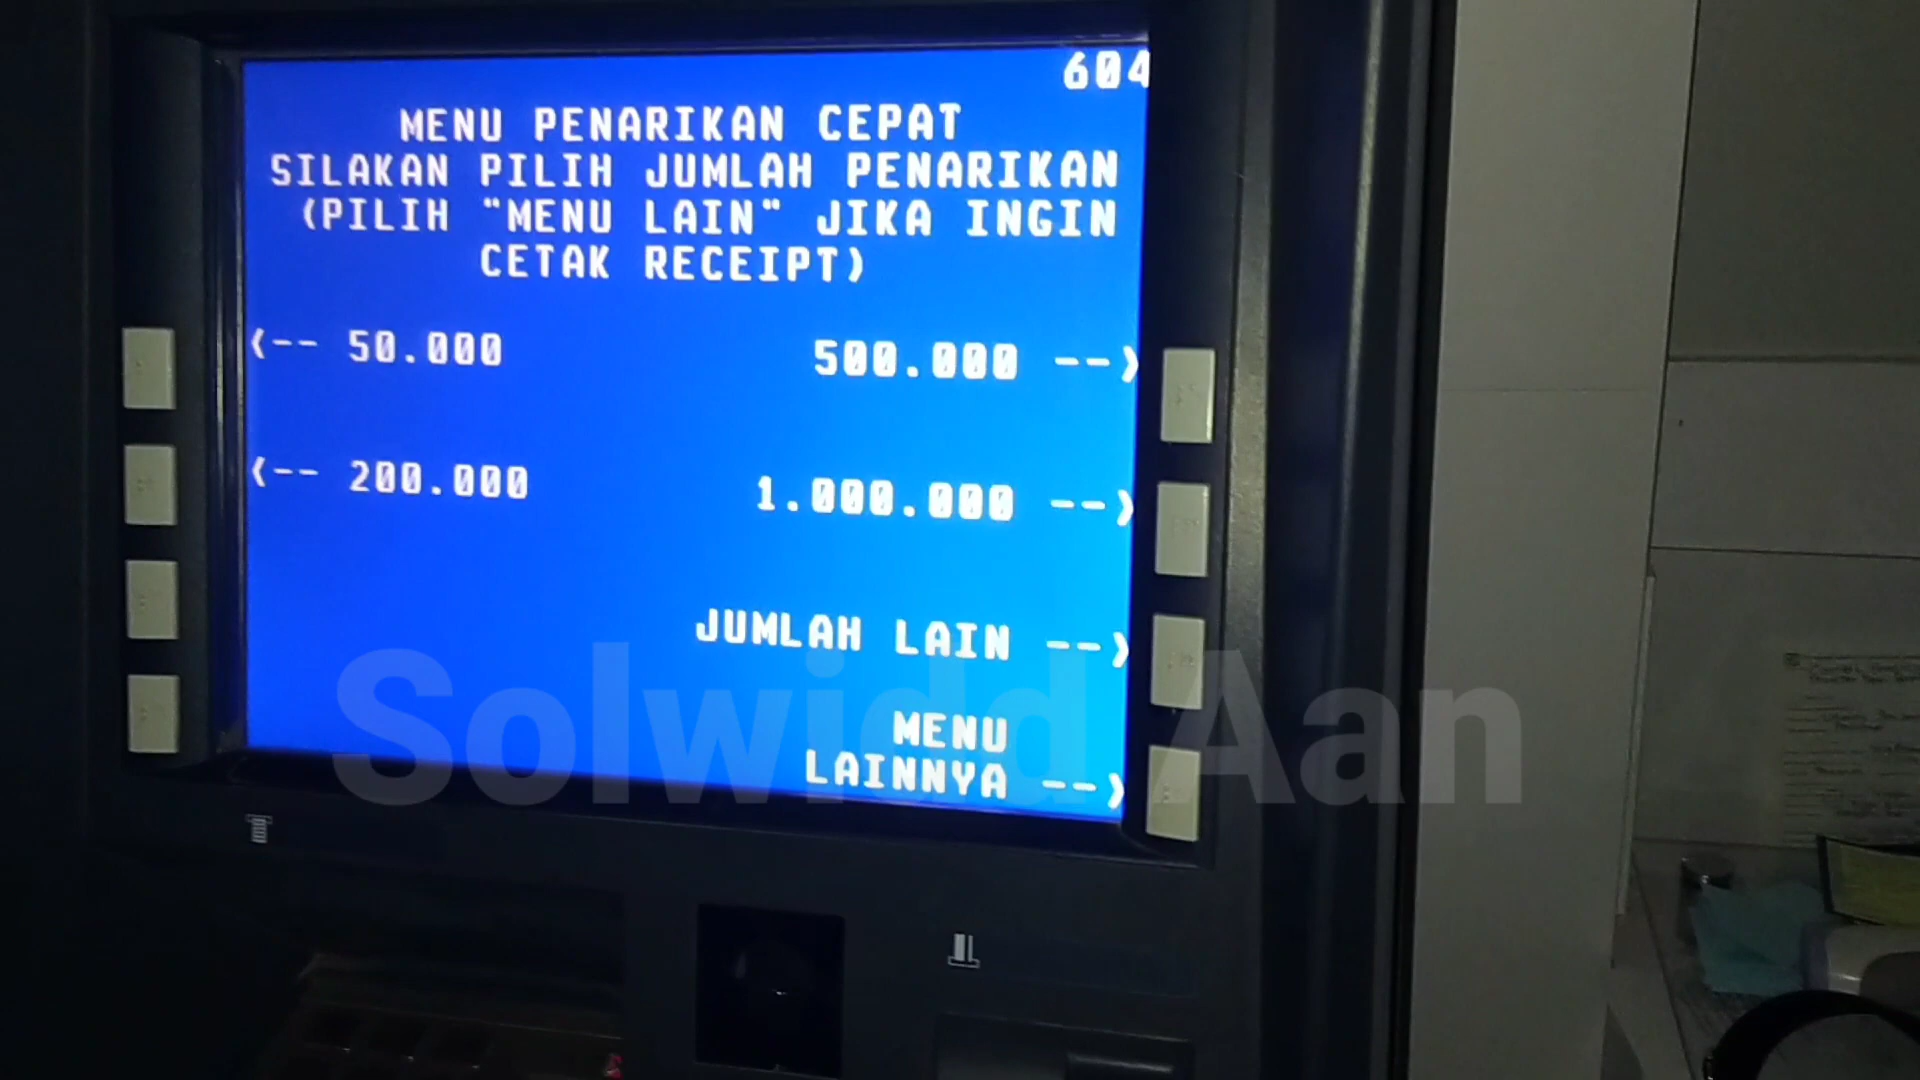 604
MENU PENARIKAN CEPAT
SILAKAN PILIH JUMLAH PENARIKAN
(PILIH "MENU LAIN" JIKA INGIN
CETAK RECEIPT)
<-- 50.000 500.000 -->
<-- 200.000 1.000.000 -->
JUMLAH LAIN -->
MENU
LAINNYA -->
Solwidd Aan